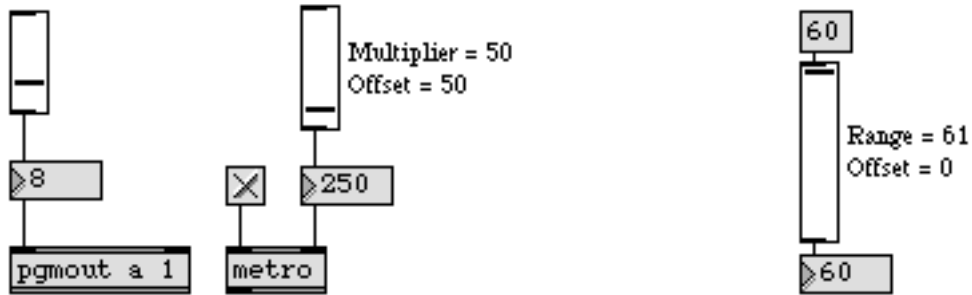 60
Multiplier = 50
Offset = 50
Range = 61
Offset = 0
8
250
pgmout a 1
metro
60